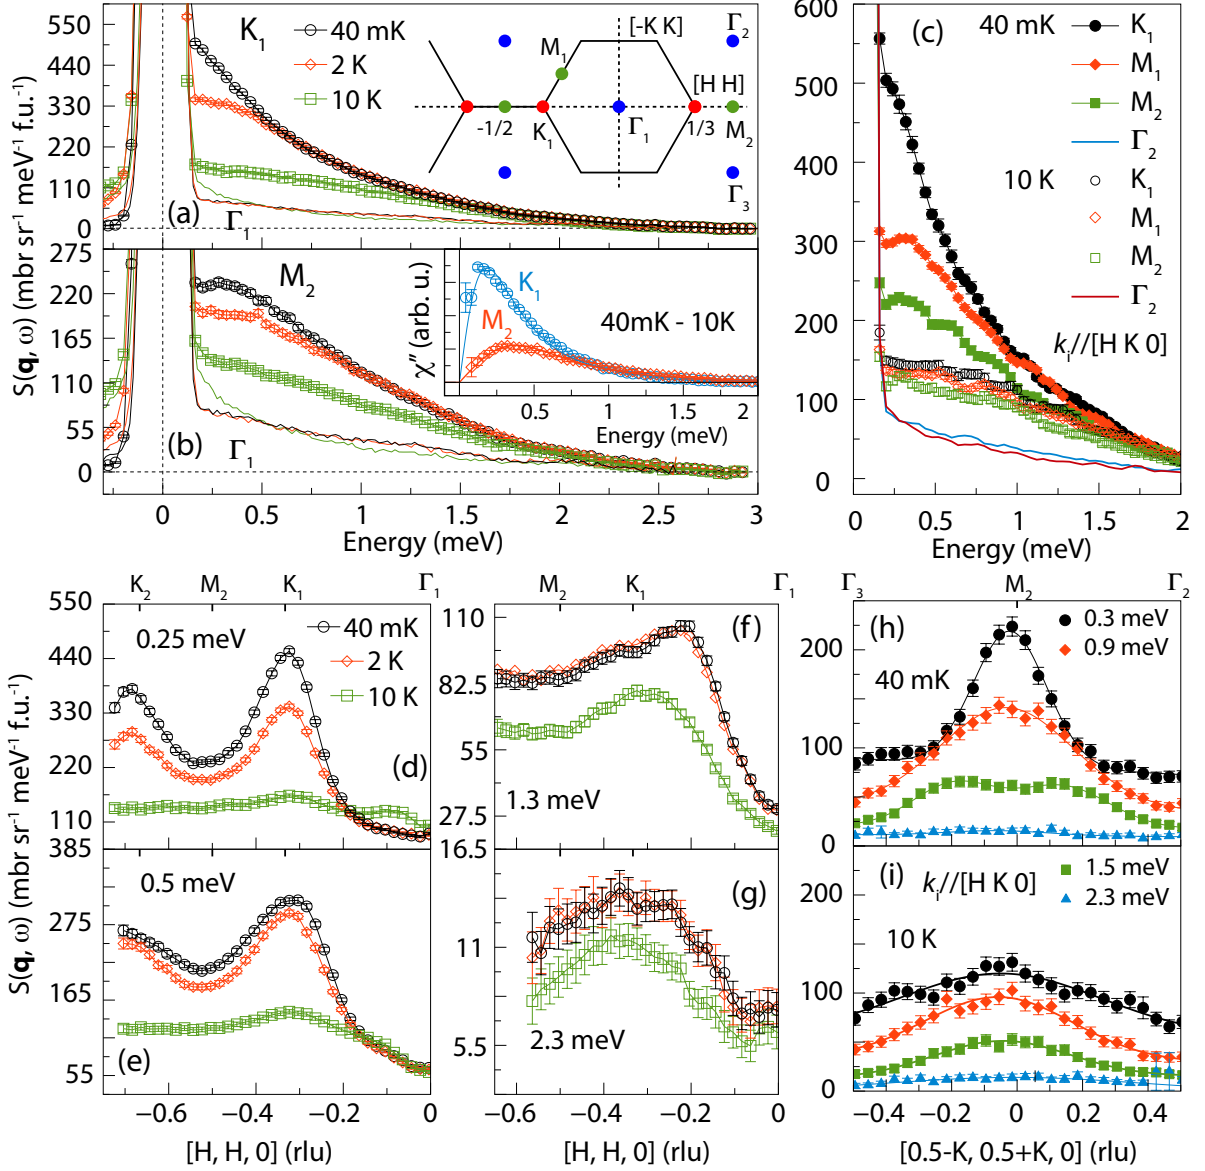 K₁
40 mK
2 K
10 K
550
440
330
220
110
0
(a)
Γ₁
[-K K]
Γ₂
M₁
[H H]
-1/2
K₁
Γ₁
1/3
M₂
Γ₃
S(q, ω) (mbr sr⁻¹ meV⁻¹ f.u.⁻¹)
275
220
165
110
55
0
M₂
(b)
Γ₁
χ″ (arb. u.)
K₁
M₂
40mK - 10K
0.5
1
1.5
2
Energy (meV)
0
0.5
1
1.5
2
2.5
3
Energy (meV)
600
500
400
300
200
100
0
(c)
40 mK
K₁
M₁
M₂
Γ₂
10 K
K₁
M₁
M₂
Γ₂
kᵢ//[H K 0]
0
0.5
1
1.5
2
Energy (meV)
K₂
M₂
K₁
Γ₁
550
440
330
220
110
0.25 meV
40 mK
2 K
10 K
(d)
S(q, ω) (mbr sr⁻¹ meV⁻¹ f.u.⁻¹)
385
275
165
55
0.5 meV
(e)
−0.6
−0.4
−0.2
0
[H, H, 0] (rlu)
M₂
K₁
Γ₁
110
82.5
55
27.5
(f)
1.3 meV
16.5
11
5.5
(g)
2.3 meV
−0.6
−0.4
−0.2
0
[H, H, 0] (rlu)
Γ₃
M₂
Γ₂
200
100
0
(h)
0.3 meV
0.9 meV
40 mK
200
100
0
(i)
kᵢ//[H K 0]
1.5 meV
2.3 meV
10 K
−0.4
−0.2
0
0.2
0.4
[0.5-K, 0.5+K, 0] (rlu)